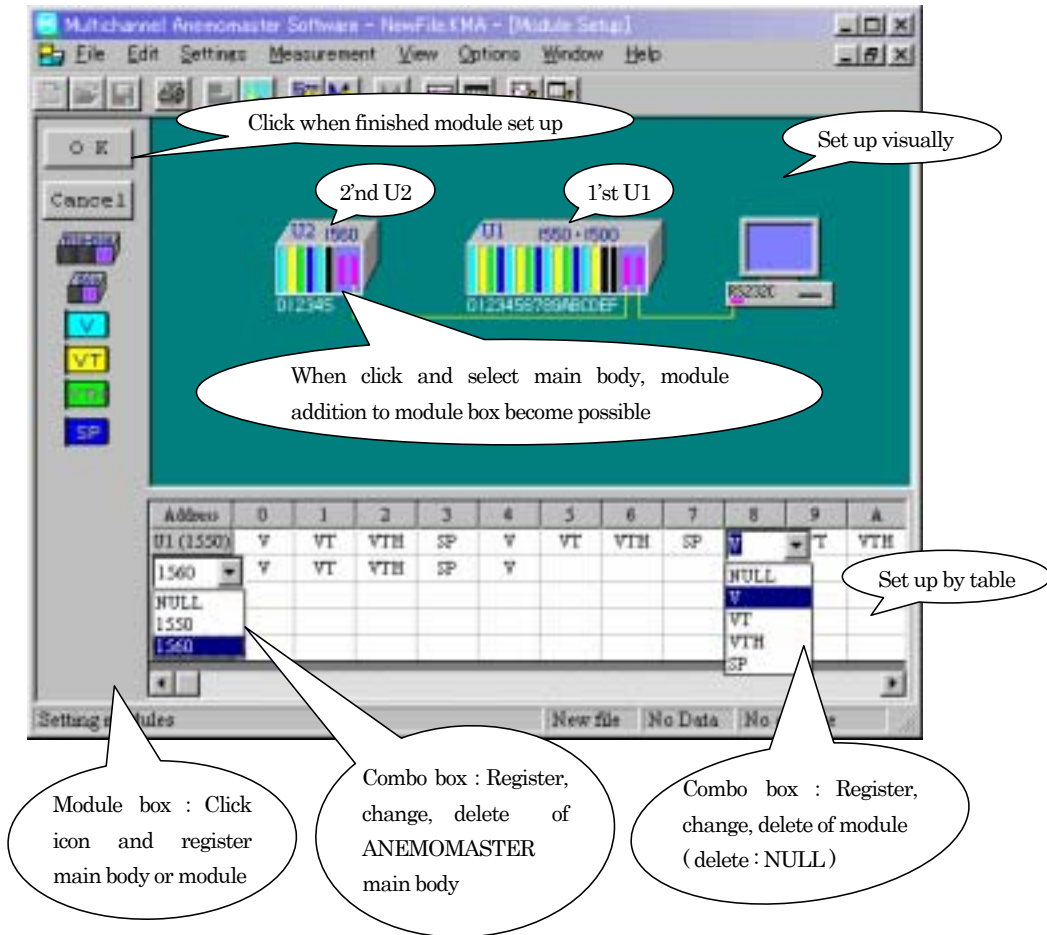 Multichannel Anemomaster Software - NewFile.KMA - [Module Setup]
File Edit Settings Measurement View Options Window Help
Click when finished module set up
Set up visually
O K
Cancel
2'nd U2
1'st U1
U2 1560
U1 1550+1500
RS232C
012345
0123456789ABCDEF
V
VT
VTH
SP
When click and select main body, module
addition to module box become possible
Address 0 1 2 3 4 5 6 7 8 9 A
U1 (1550) V VT VTH SP V VT VTH SP V VTH
1560 V VT VTH SP V
NULL
1550
1560
NULL
V
VT
VTH
SP
Set up by table
Setting New file No Data No
Module box : Click
icon and register
main body or module
Combo box : Register,
change, delete of
ANEMOMASTER
main body
Combo box : Register,
change, delete of module
( delete : NULL )